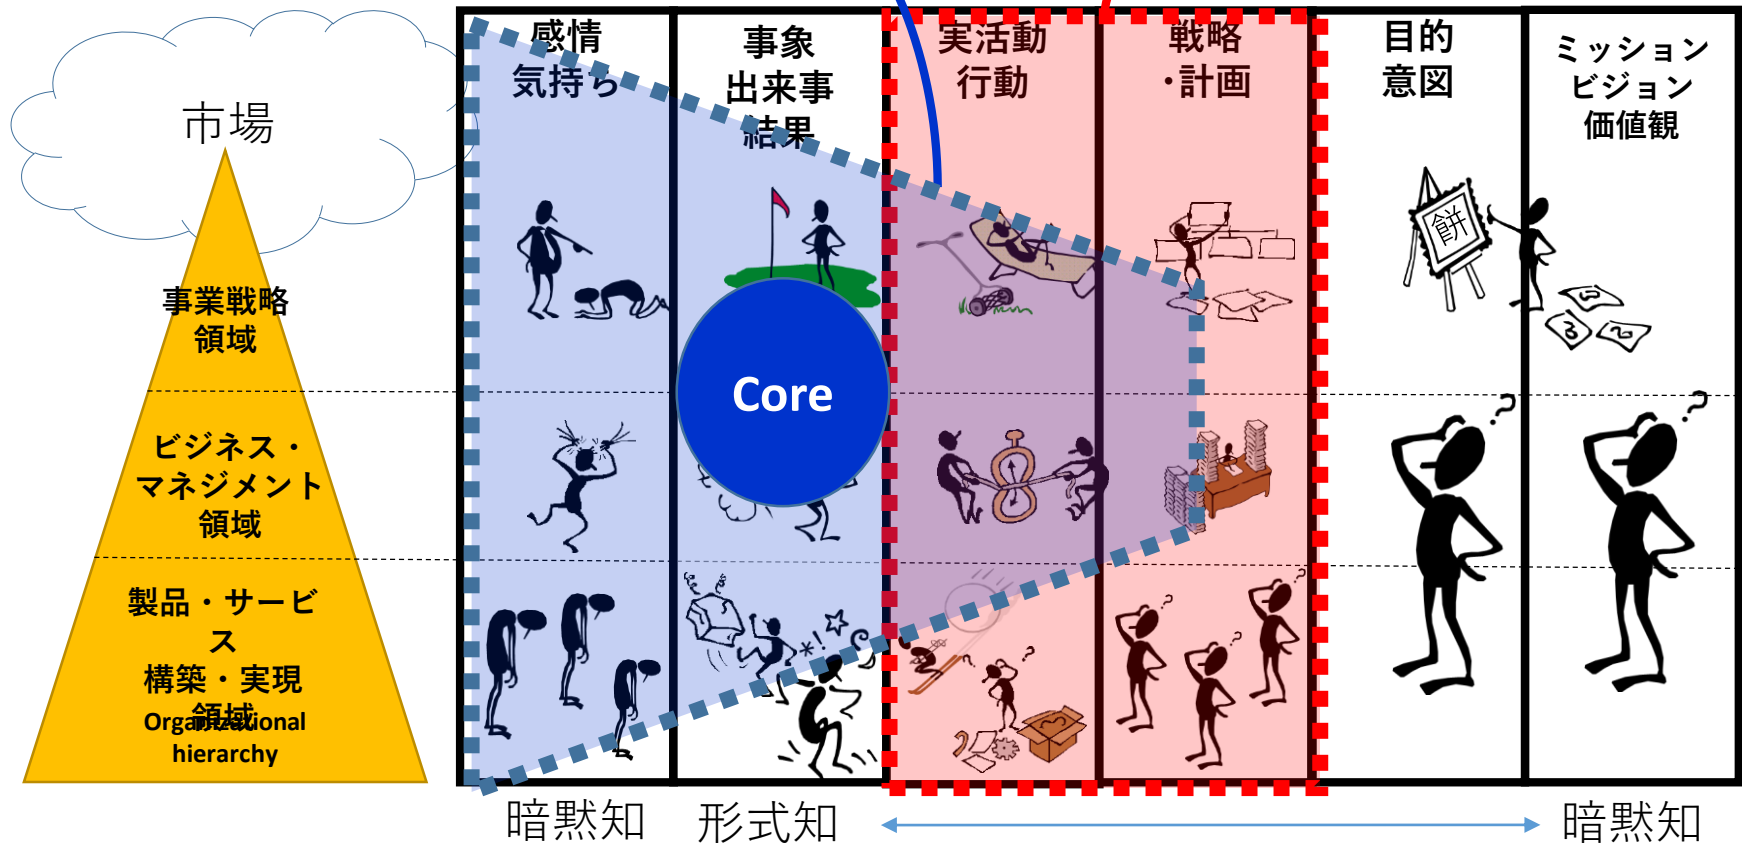 感情
気持ち
事象
出来事
結果
実活動
行動
戦略
・計画
目的
意図
ミッション
ビジョン
価値観
市場
餅
事業戦略
領域
Core
ビジネス・
マネジメント
領域
製品・サービ
ス
構築・実現
領域
Organizational
hierarchy
暗黙知
形式知
暗黙知